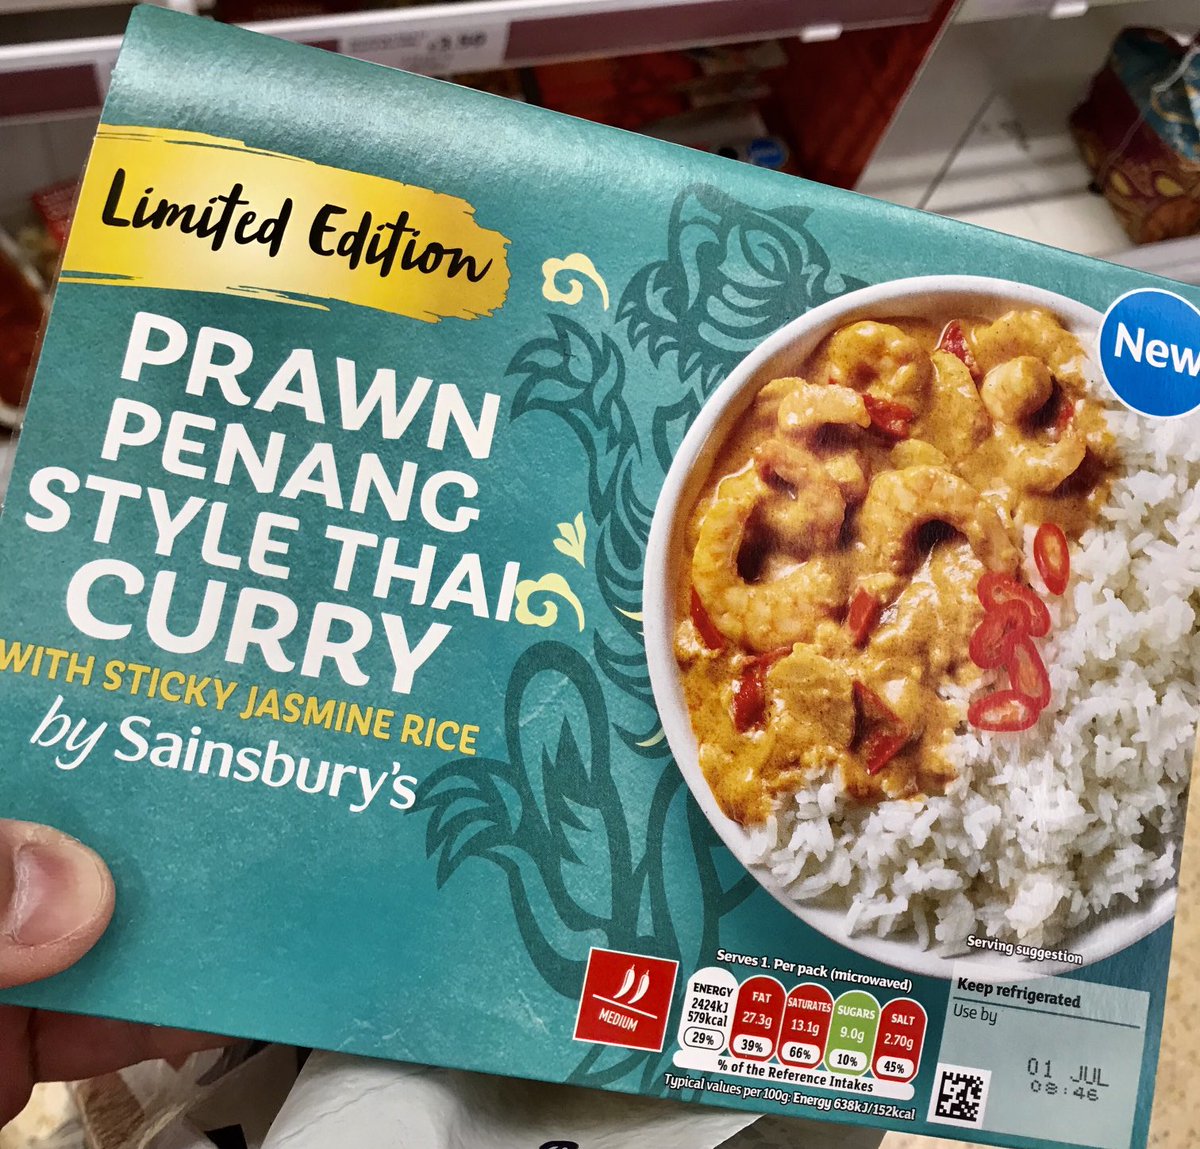 Limited Edition
PRAWN
PENANG
STYLE THAI
CURRY
WITH STICKY JASMINE RICE
by Sainsbury's
New
Serving suggestion
MEDIUM
Serves 1. Per pack (microwaved)
ENERGY
2424kJ
579kcal
29%
FAT
27.3g
39%
SATURATES
13.1g
66%
SUGARS
9.0g
10%
SALT
2.70g
45%
% of the Reference Intakes
Typical values per 100g: Energy 638kJ/152kcal
Keep refrigerated
Use by
01 JUL
08:46